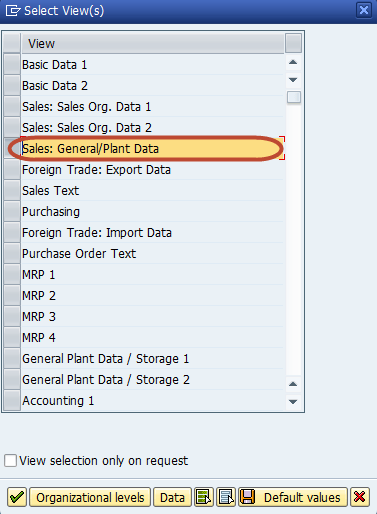 Select View(s)
View
Basic Data 1
Basic Data 2
Sales: Sales Org. Data 1
Sales: Sales Org. Data 2
Sales: General/Plant Data
Foreign Trade: Export Data
Sales Text
Purchasing
Foreign Trade: Import Data
Purchase Order Text
MRP 1
MRP 2
MRP 3
MRP 4
General Plant Data / Storage 1
General Plant Data / Storage 2
Accounting 1
View selection only on request
Organizational levels Data Default values